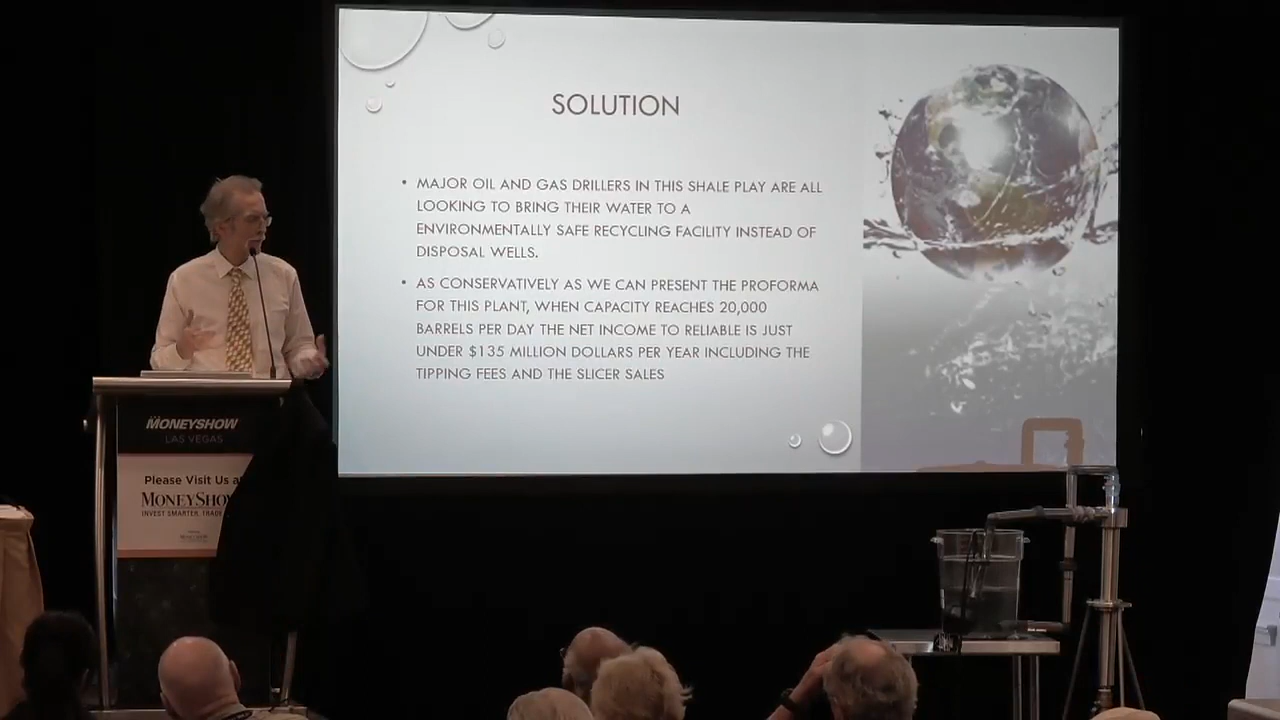 SOLUTION
• MAJOR OIL AND GAS DRILLERS IN THIS SHALE PLAY ARE ALL
LOOKING TO BRING THEIR WATER TO A
ENVIRONMENTALLY SAFE RECYCLING FACILITY INSTEAD OF
DISPOSAL WELLS.
• AS CONSERVATIVELY AS WE CAN PRESENT THE PROFORMA
FOR THIS PLANT, WHEN CAPACITY REACHES 20,000
BARRELS PER DAY THE NET INCOME TO RELIABLE IS JUST
UNDER $135 MILLION DOLLARS PER YEAR INCLUDING THE
TIPPING FEES AND THE SLICER SALES
MONEYSHOW
LAS VEGAS
Please Visit Us a
MONEYSHO
INVEST SMARTER. TRADE